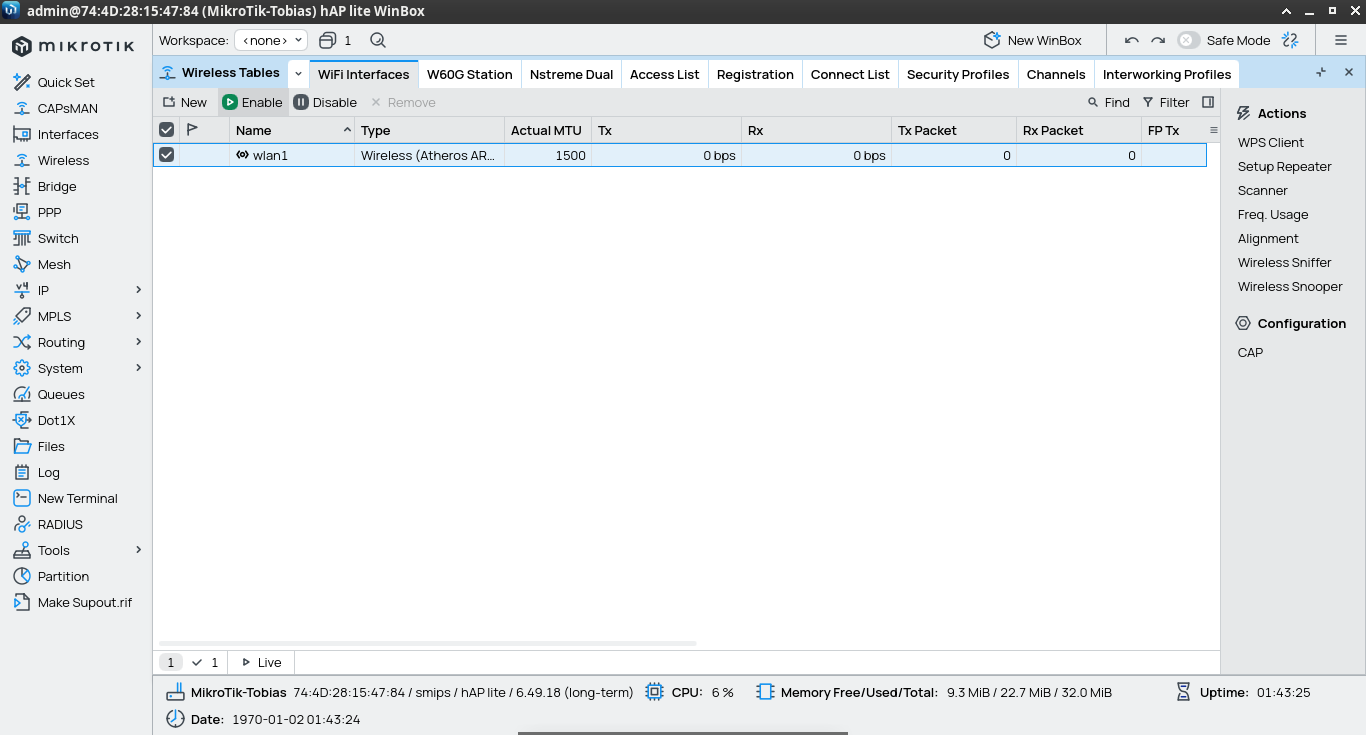 admin@74:4D:28:15:47:84 (MikroTik-Tobias) hAP lite WinBox
MIKROTIK
Workspace: <none> 1 New WinBox Safe Mode
Quick Set
CAPsMAN
Interfaces
Wireless
Bridge
PPP
Switch
Mesh
IP
MPLS
Routing
System
Queues
Dot1X
Files
Log
New Terminal
RADIUS
Tools
Partition
Make Supout.rif
Wireless Tables WiFi Interfaces W60G Station Nstreme Dual Access List Registration Connect List Security Profiles Channels Interworking Profiles
New Enable Disable Remove Find Filter
Name Type Actual MTU Tx Rx Tx Packet Rx Packet FP Tx
wlan1 Wireless (Atheros AR... 1500 0 bps 0 bps 0 0
1 1 Live
Actions
WPS Client
Setup Repeater
Scanner
Freq. Usage
Alignment
Wireless Sniffer
Wireless Snooper
Configuration
CAP
MikroTik-Tobias 74:4D:28:15:47:84 / smips / hAP lite / 6.49.18 (long-term) CPU: 6 % Memory Free/Used/Total: 9.3 MiB / 22.7 MiB / 32.0 MiB Uptime: 01:43:25
Date: 1970-01-02 01:43:24